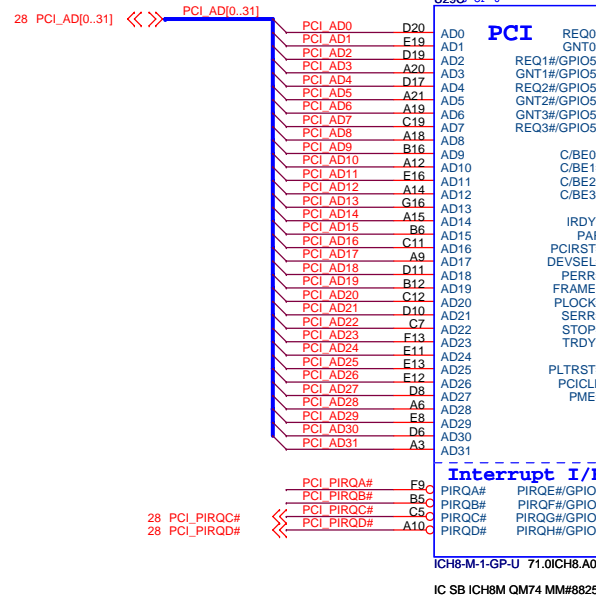 U25C PCI
28 PCI_AD[0..31] PCI_AD[0..31]
PCI
PCI_AD0 D20 AD0 REQ0
PCI_AD1 E19 AD1 GNT0
PCI_AD2 D19 AD2 REQ1#/GPIO5
PCI_AD3 A20 AD3 GNT1#/GPIO5
PCI_AD4 D17 AD4 REQ2#/GPIO5
PCI_AD5 A21 AD5 GNT2#/GPIO5
PCI_AD6 A19 AD6 GNT3#/GPIO5
PCI_AD7 C19 AD7 REQ3#/GPIO5
PCI_AD8 A18 AD8
PCI_AD9 B16 AD9 C/BE0
PCI_AD10 A12 AD10 C/BE1
PCI_AD11 E16 AD11 C/BE2
PCI_AD12 A14 AD12 C/BE3
PCI_AD13 G16 AD13
PCI_AD14 A15 AD14 IRDY
PCI_AD15 B6 AD15 PA
PCI_AD16 C11 AD16 PCIRST
PCI_AD17 A9 AD17 DEVSEL
PCI_AD18 D11 AD18 PERR
PCI_AD19 B12 AD19 FRAME
PCI_AD20 C12 AD20 PLOCK
PCI_AD21 D10 AD21 SERR
PCI_AD22 C7 AD22 STOP
PCI_AD23 F13 AD23 TRDY
PCI_AD24 E11 AD24
PCI_AD25 E13 AD25 PLTRST
PCI_AD26 E12 AD26 PCICL
PCI_AD27 D8 AD27 PME
PCI_AD28 A6 AD28
PCI_AD29 E8 AD29
PCI_AD30 D6 AD30
PCI_AD31 A3 AD31
Interrupt I/
PCI_PIRQA# F9 PIRQA# PIRQE#/GPIO
PCI_PIRQB# B5 PIRQB# PIRQF#/GPIO
28 PCI_PIRQC# PCI_PIRQC# C5 PIRQC# PIRQG#/GPIO
28 PCI_PIRQD# PCI_PIRQD# A10 PIRQD# PIRQH#/GPIO
ICH8-M-1-GP-U 71.0ICH8.A0
IC SB ICH8M QM74 MM#8825